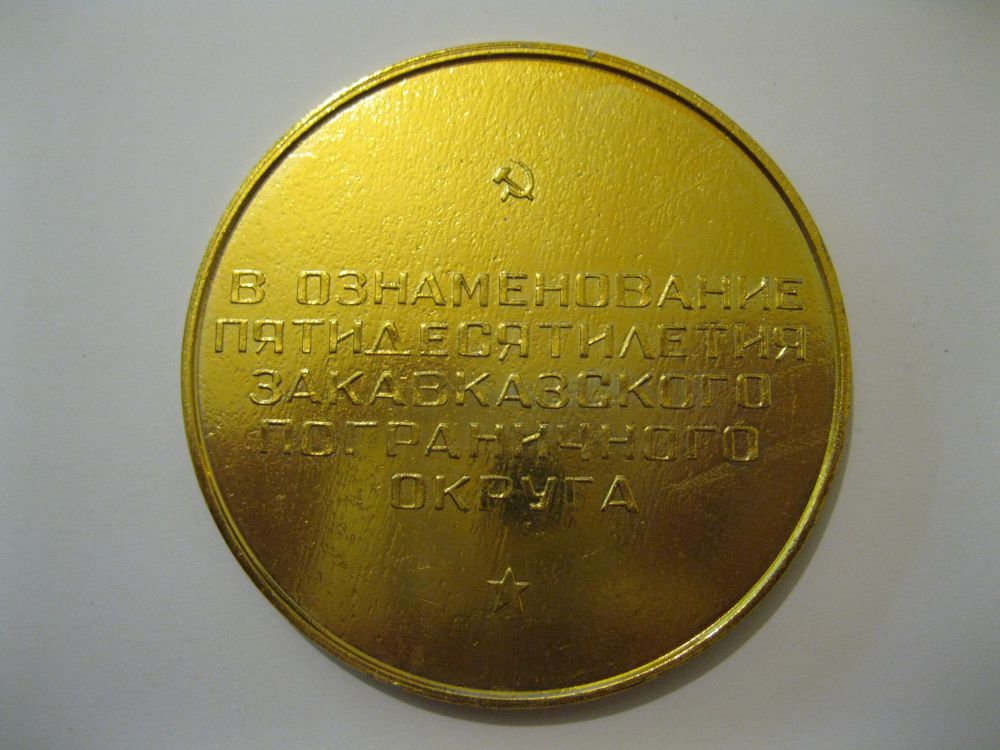 В ОЗНАМЕНОВАНИЕ
ПЯТИДЕСЯТИЛЕТИЯ
ЗАКАВКАЗСКОГО
ПОГРАНИЧНОГО
ОКРУГА